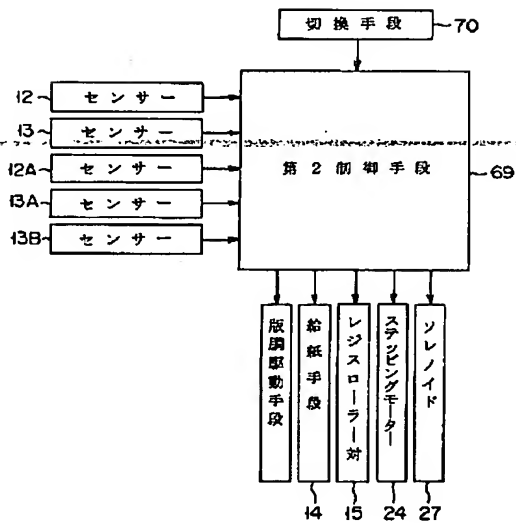 切換手段 70
12 センサー
13 センサー
12A センサー
13A センサー
13B センサー
第2制御手段 69
版胴駆動手段
給紙手段
レジスローラー対
ステッピングモーター
ソレノイド
14 15 24 27